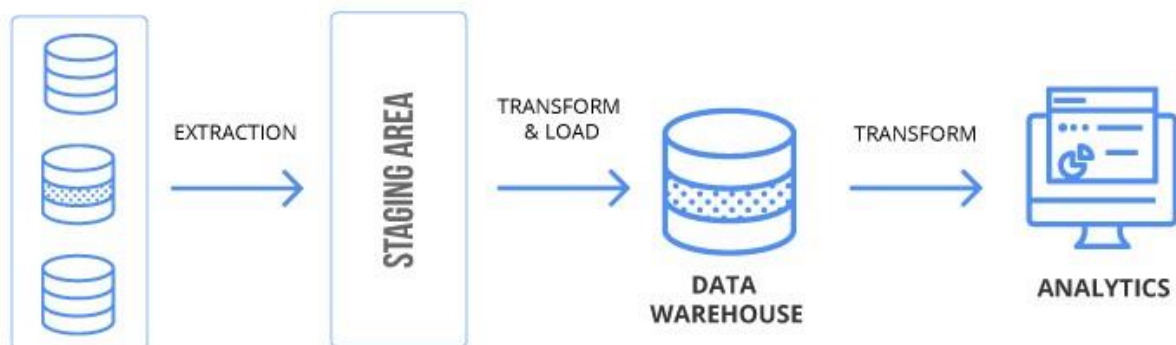 EXTRACTION
STAGING AREA
TRANSFORM
& LOAD
DATA
WAREHOUSE
TRANSFORM
ANALYTICS